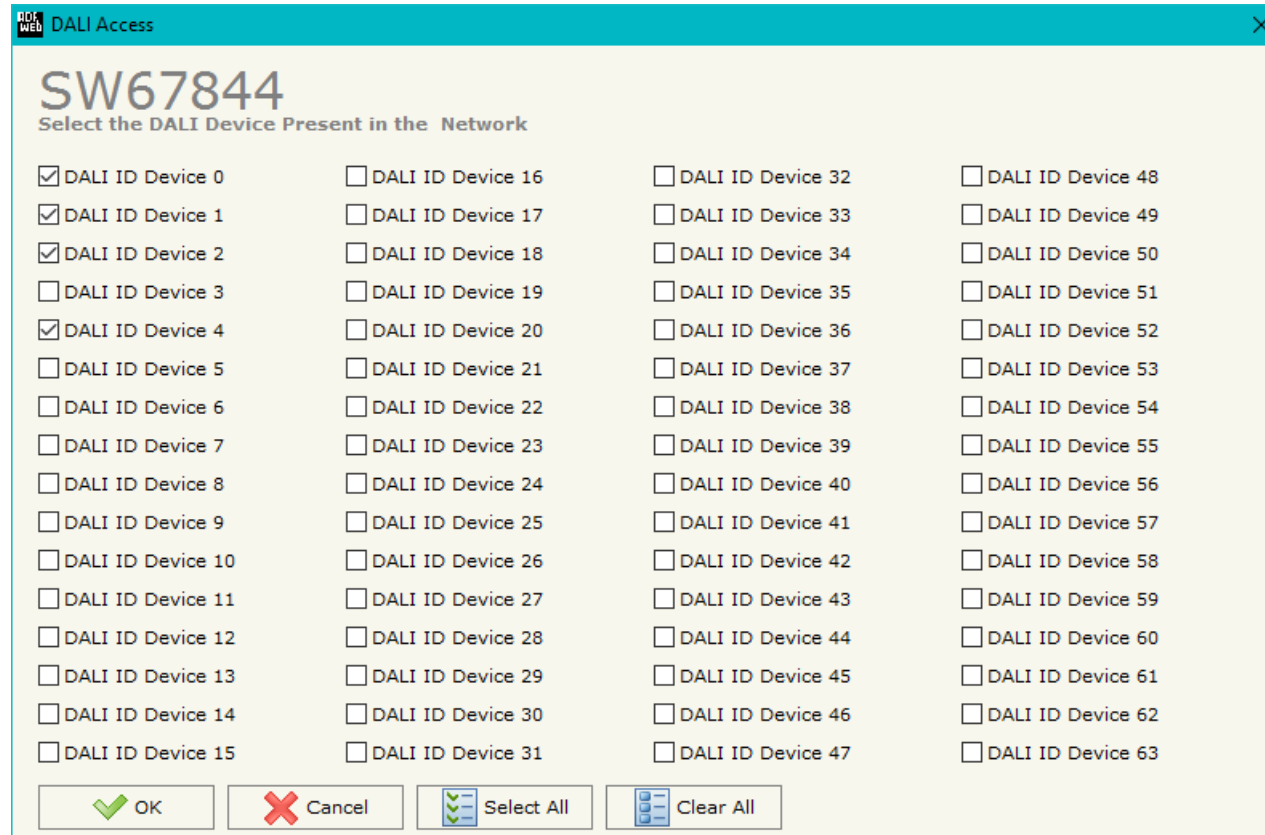 ADF
WEB DALI Access
SW67844
Select the DALI Device Present in the Network
DALI ID Device 0 DALI ID Device 16 DALI ID Device 32 DALI ID Device 48
DALI ID Device 1 DALI ID Device 17 DALI ID Device 33 DALI ID Device 49
DALI ID Device 2 DALI ID Device 18 DALI ID Device 34 DALI ID Device 50
DALI ID Device 3 DALI ID Device 19 DALI ID Device 35 DALI ID Device 51
DALI ID Device 4 DALI ID Device 20 DALI ID Device 36 DALI ID Device 52
DALI ID Device 5 DALI ID Device 21 DALI ID Device 37 DALI ID Device 53
DALI ID Device 6 DALI ID Device 22 DALI ID Device 38 DALI ID Device 54
DALI ID Device 7 DALI ID Device 23 DALI ID Device 39 DALI ID Device 55
DALI ID Device 8 DALI ID Device 24 DALI ID Device 40 DALI ID Device 56
DALI ID Device 9 DALI ID Device 25 DALI ID Device 41 DALI ID Device 57
DALI ID Device 10 DALI ID Device 26 DALI ID Device 42 DALI ID Device 58
DALI ID Device 11 DALI ID Device 27 DALI ID Device 43 DALI ID Device 59
DALI ID Device 12 DALI ID Device 28 DALI ID Device 44 DALI ID Device 60
DALI ID Device 13 DALI ID Device 29 DALI ID Device 45 DALI ID Device 61
DALI ID Device 14 DALI ID Device 30 DALI ID Device 46 DALI ID Device 62
DALI ID Device 15 DALI ID Device 31 DALI ID Device 47 DALI ID Device 63
OK Cancel Select All Clear All